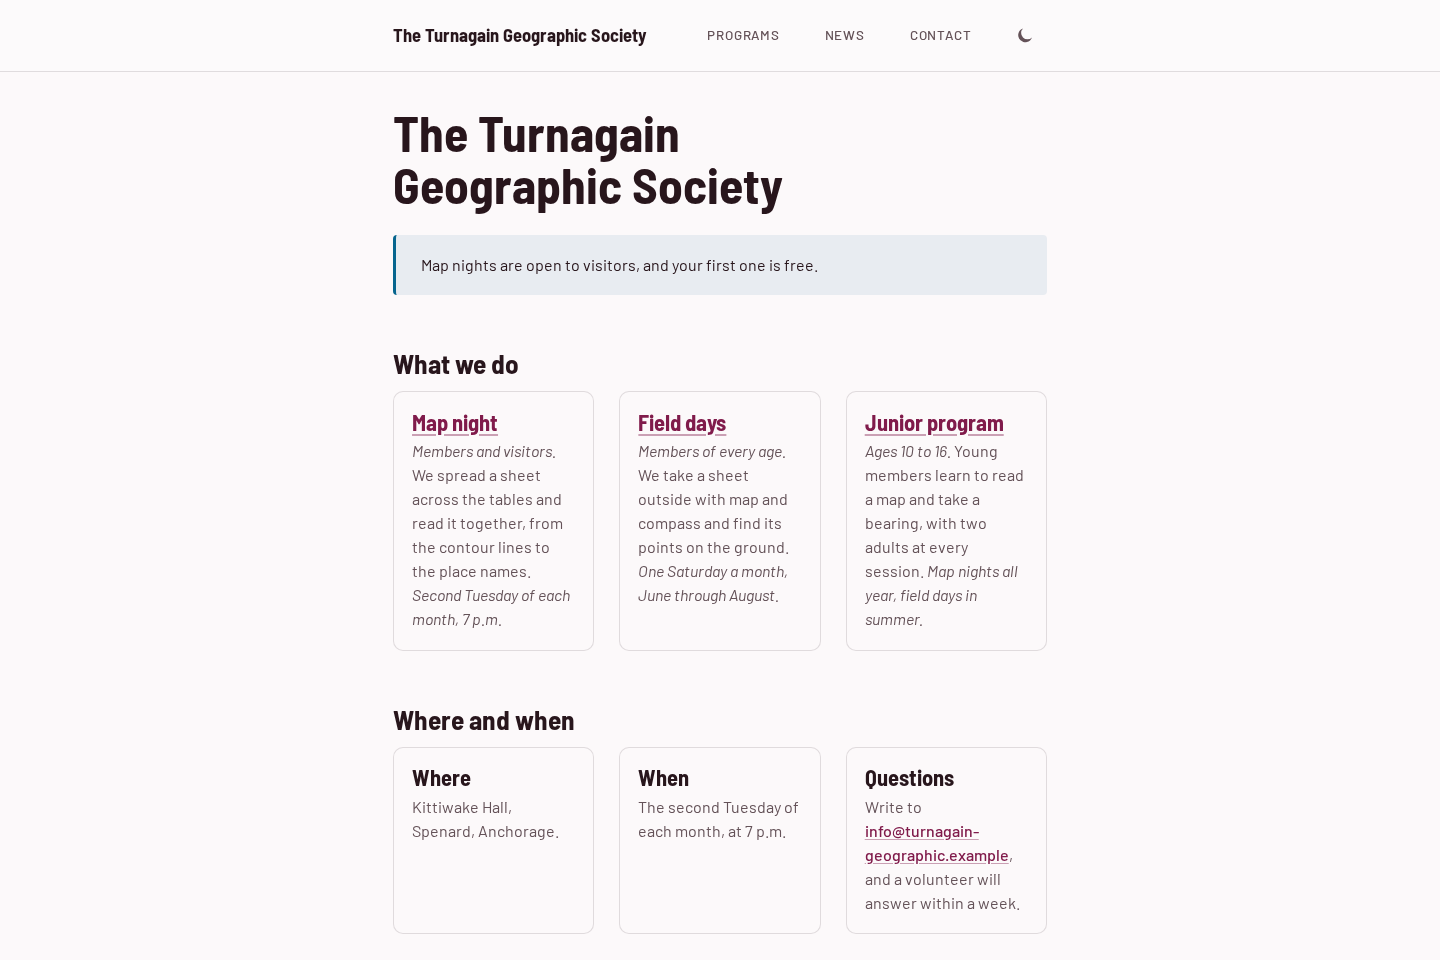 The Turnagain Geographic Society
PROGRAMS
NEWS
CONTACT
The Turnagain
Geographic Society
Map nights are open to visitors, and your first one is free.
What we do
Map night
Members and visitors.
We spread a sheet
across the tables and
read it together, from
the contour lines to
the place names.
Second Tuesday of each
month, 7 p.m.
Field days
Members of every age.
We take a sheet
outside with map and
compass and find its
points on the ground.
One Saturday a month,
June through August.
Junior program
Ages 10 to 16. Young
members learn to read
a map and take a
bearing, with two
adults at every
session. Map nights all
year, field days in
summer.
Where and when
Where
Kittiwake Hall,
Spenard, Anchorage.
When
The second Tuesday of
each month, at 7 p.m.
Questions
Write to
info@turnagain-
geographic.example,
and a volunteer will
answer within a week.